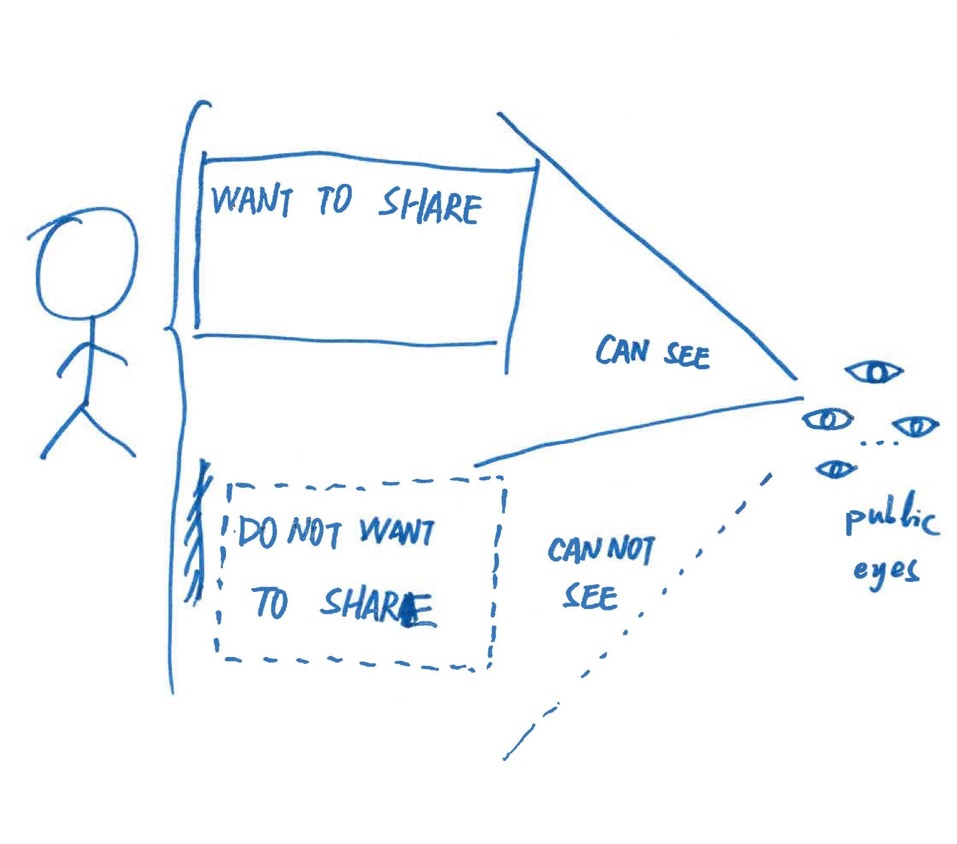 WANT TO SHARE
CAN SEE
DO NOT WANT
TO SHARE
CAN NOT
SEE
...
public
eyes